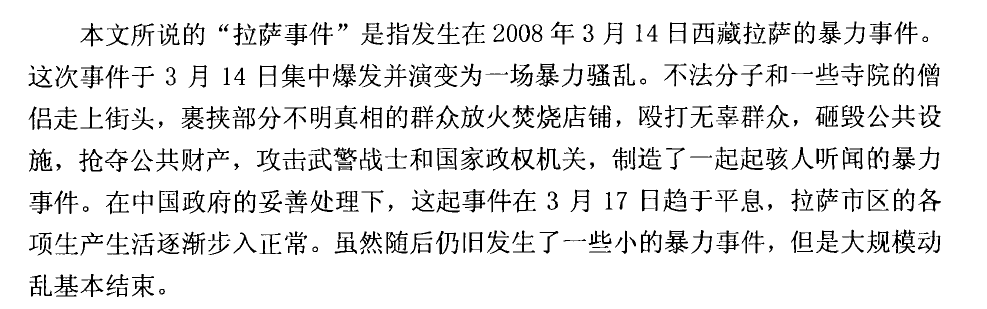 本文所说的“拉萨事件”是指发生在2008年3月14日西藏拉萨的暴力事件。
这次事件于3月14日集中爆发并演变为一场暴力骚乱。不法分子和一些寺院的僧
侣走上街头，裹挟部分不明真相的群众放火焚烧店铺，殴打无辜群众，砸毁公共设
施，抢夺公共财产，攻击武警战士和国家政权机关，制造了一起起骇人听闻的暴力
事件。在中国政府的妥善处理下，这起事件在3月17日趋于平息，拉萨市区的各
项生产生活逐渐步入正常。虽然随后仍旧发生了一些小的暴力事件，但是大规模动
乱基本结束。